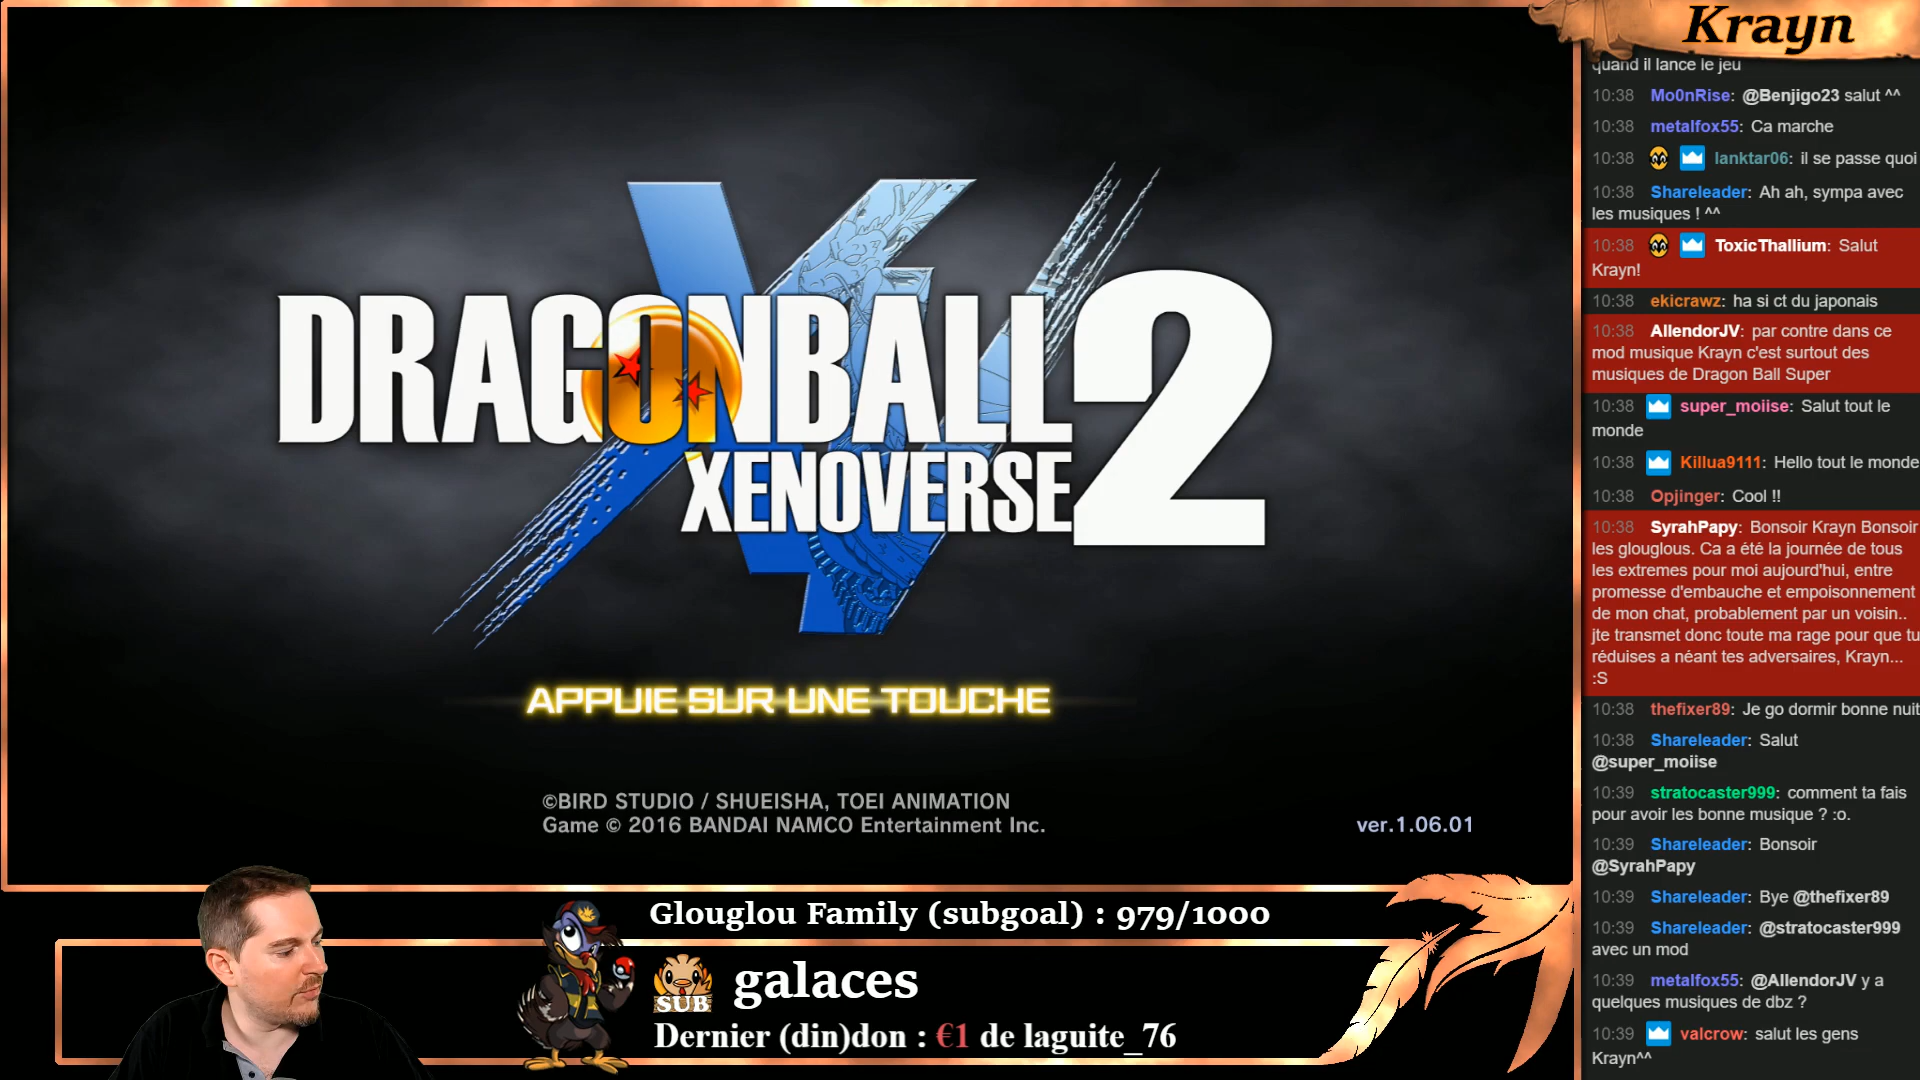 Krayn
DRAGONBALL
XENOVERSE 2
APPUIE SUR UNE TOUCHE
©BIRD STUDIO / SHUEISHA, TOEI ANIMATION
Game © 2016 BANDAI NAMCO Entertainment Inc.
ver.1.06.01
Glouglou Family (subgoal) : 979/1000
SUB
galaces
Dernier (din)don : €1 de laguite_76
quand il lance le jeu
10:38 Mo0nRise: @Benjigo23 salut ^^
10:38 metalfox55: Ca marche
10:38 lanktar06: il se passe quoi
10:38 Shareleader: Ah ah, sympa avec
les musiques ! ^^
10:38 ToxicThallium: Salut
Krayn!
10:38 ekicrawz: ha si ct du japonais
10:38 AllendorJV: par contre dans ce
mod musique Krayn c'est surtout des
musiques de Dragon Ball Super
10:38 super_moiise: Salut tout le
monde
10:38 Killua9111: Hello tout le monde
10:38 Opjinger: Cool !!
10:38 SyrahPapy: Bonsoir Krayn Bonsoir
les glouglous. Ca a été la journée de tous
les extremes pour moi aujourd'hui, entre
promesse d'embauche et empoisonnement
de mon chat, probablement par un voisin..
jte transmet donc toute ma rage pour que tu
réduises a néant tes adversaires, Krayn...
:S
10:38 thefixer89: Je go dormir bonne nuit
10:38 Shareleader: Salut
@super_moiise
10:39 stratocaster999: comment ta fais
pour avoir les bonne musique ? :o.
10:39 Shareleader: Bonsoir
@SyrahPapy
10:39 Shareleader: Bye @thefixer89
10:39 Shareleader: @stratocaster999
avec un mod
10:39 metalfox55: @AllendorJV y a
quelques musiques de dbz ?
10:39 valcrow: salut les gens
Krayn^^